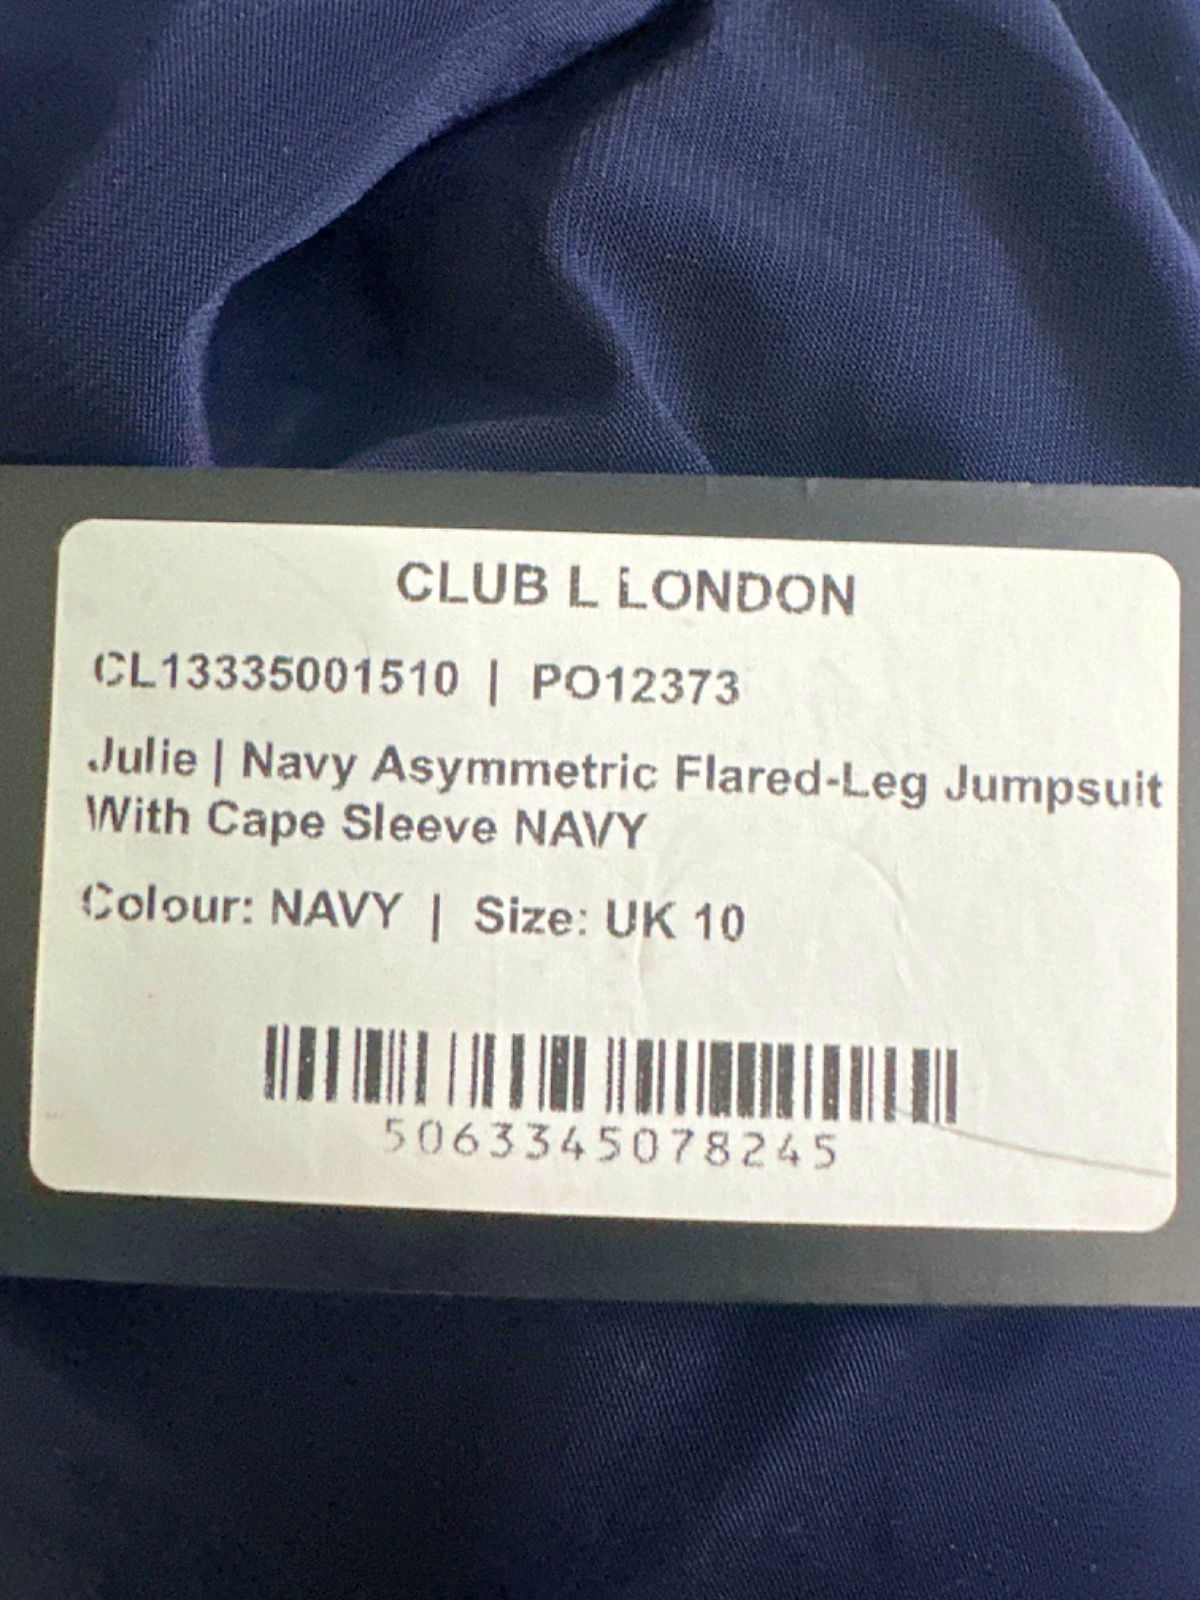 CLUB L LONDON
CL13335001510 | PO12373
Julie | Navy Asymmetric Flared-Leg Jumpsuit
With Cape Sleeve NAVY
Colour: NAVY | Size: UK 10
5063345078245